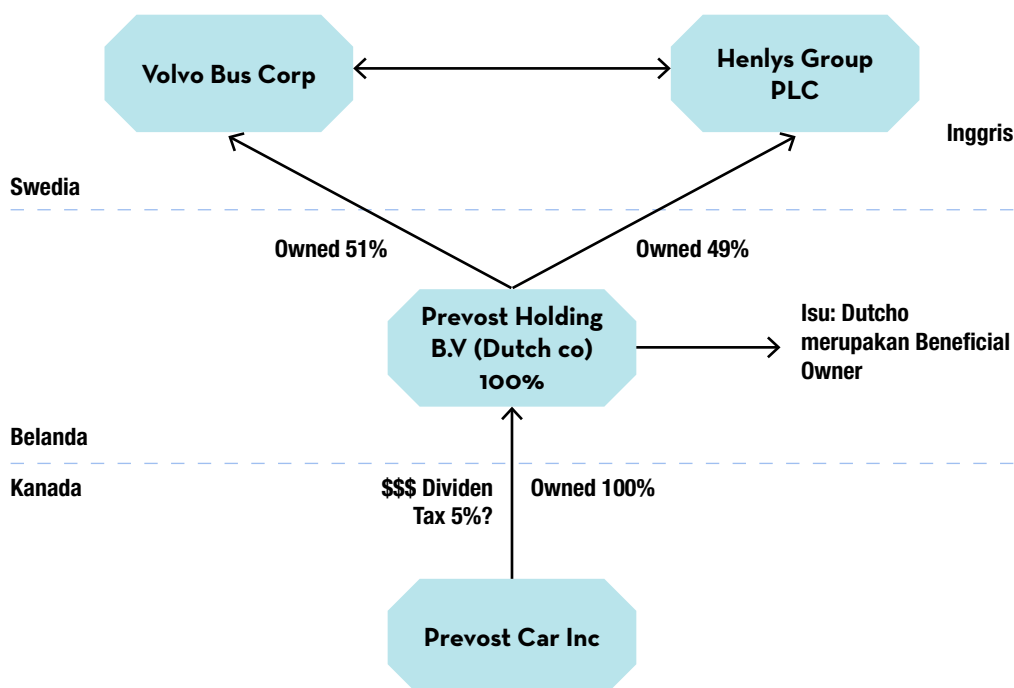 Volvo Bus Corp
Henlys Group
PLC
Inggris
Swedia
Owned 51%
Owned 49%
Prevost Holding
B.V (Dutch co)
100%
Isu: Dutcho
merupakan Beneficial
Owner
Belanda
Kanada
$$$ Dividen
Tax 5%?
Owned 100%
Prevost Car Inc